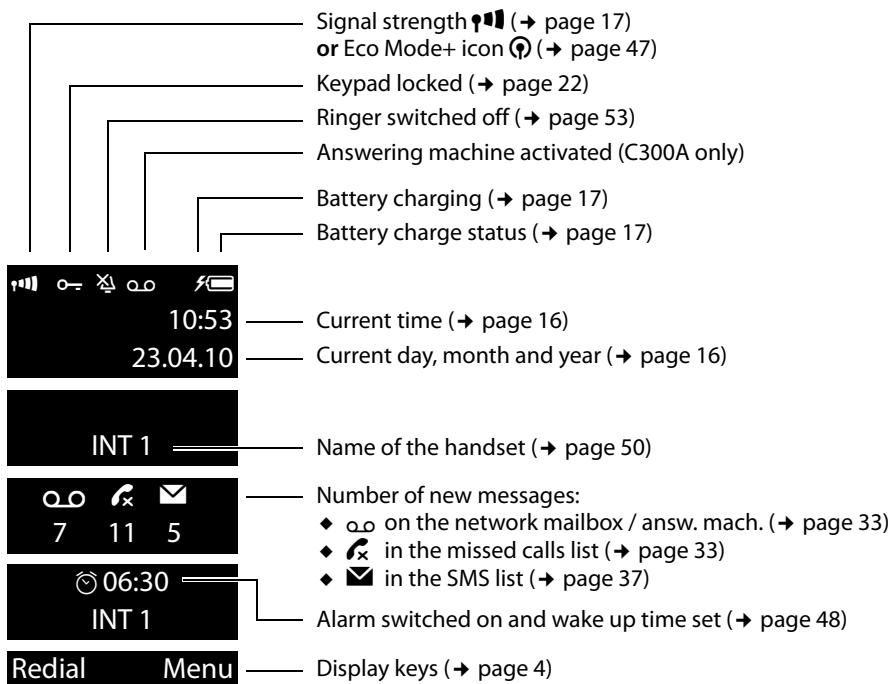 Signal strength (➔ page 17)
or Eco Mode+ icon (➔ page 47)
Keypad locked (➔ page 22)
Ringer switched off (➔ page 53)
Answering machine activated (C300A only)
Battery charging (➔ page 17)
Battery charge status (➔ page 17)
10:53
Current time (➔ page 16)
23.04.10
Current day, month and year (➔ page 16)
INT 1
Name of the handset (➔ page 50)
Number of new messages:
7 11 5
◆ on the network mailbox / answ. mach. (➔ page 33)
◆ in the missed calls list (➔ page 33)
◆ in the SMS list (➔ page 37)
06:30
INT 1
Alarm switched on and wake up time set (➔ page 48)
Redial Menu
Display keys (➔ page 4)